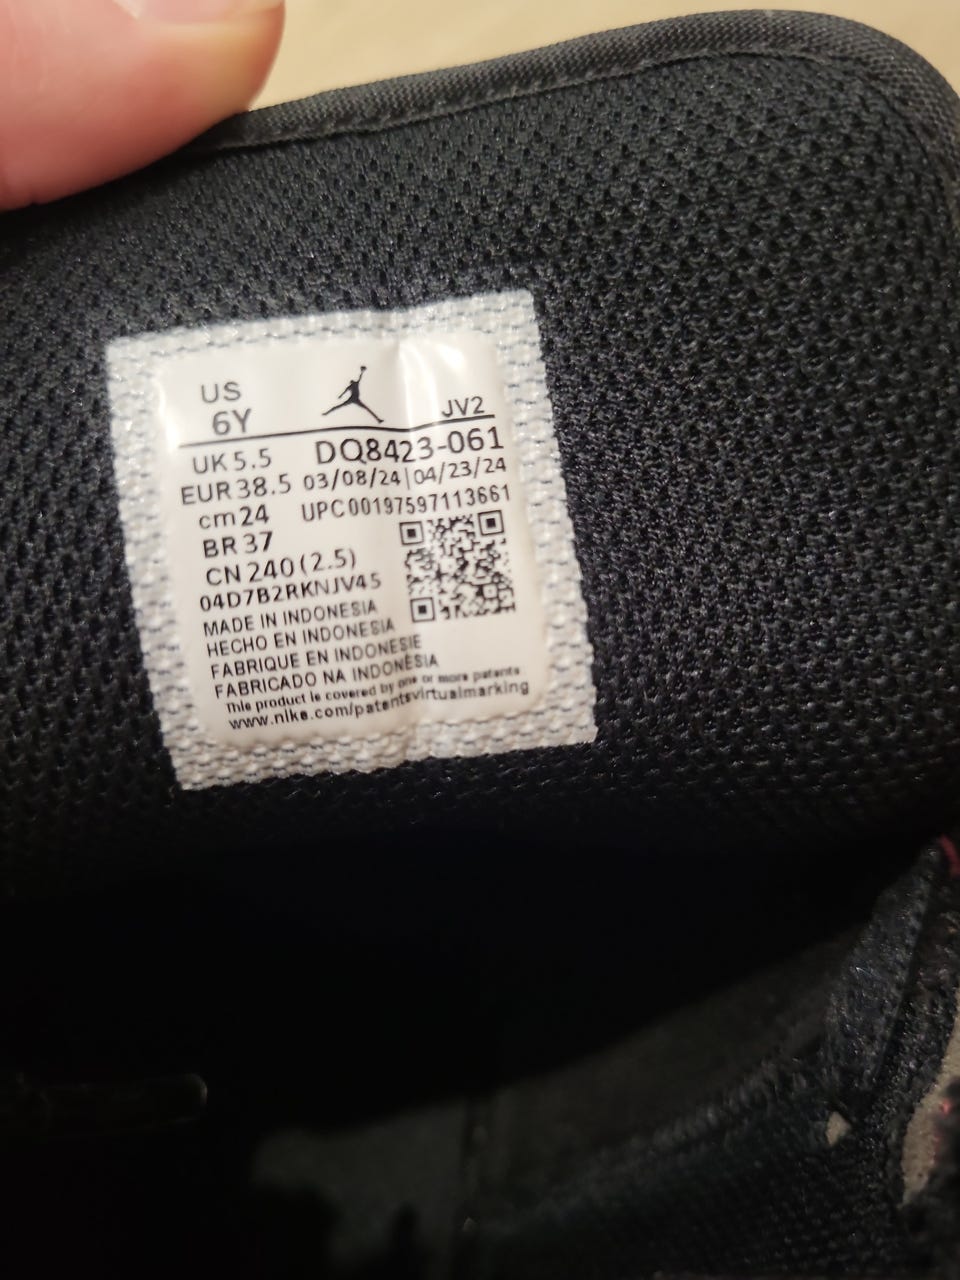 US
6Y
JV2
UK 5.5 DQ8423-061
EUR 38.5 03/08/24|04/23/24
cm 24 UPC00197597113661
BR 37
CN 240 (2.5)
04D7B2RKNJV45
MADE IN INDONESIA
HECHO EN INDONESIA
FABRIQUE EN INDONESIE
FABRICADO NA INDONÉSIA
This product is covered by one or more patents
www.nike.com/patentsvirtualmarking